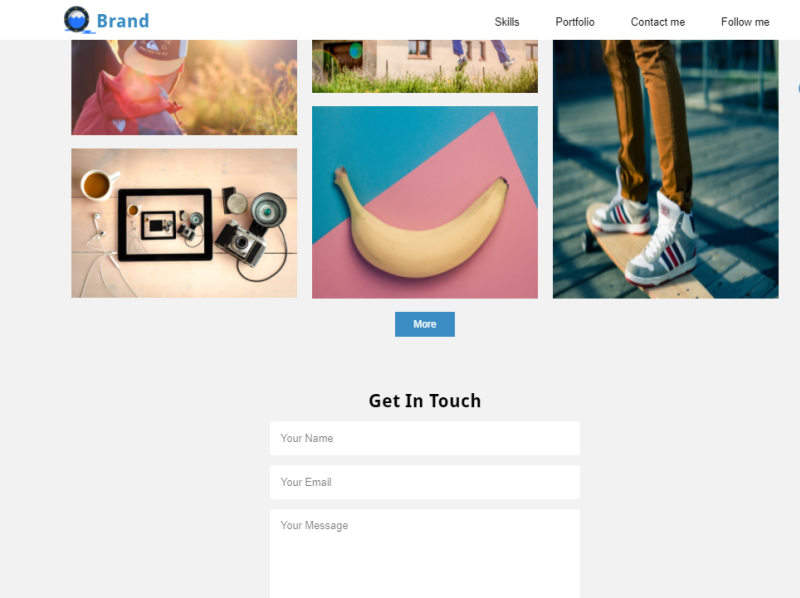 Brand
Skills
Portfolio
Contact me
Follow me
More
Get In Touch
Your Name
Your Email
Your Message